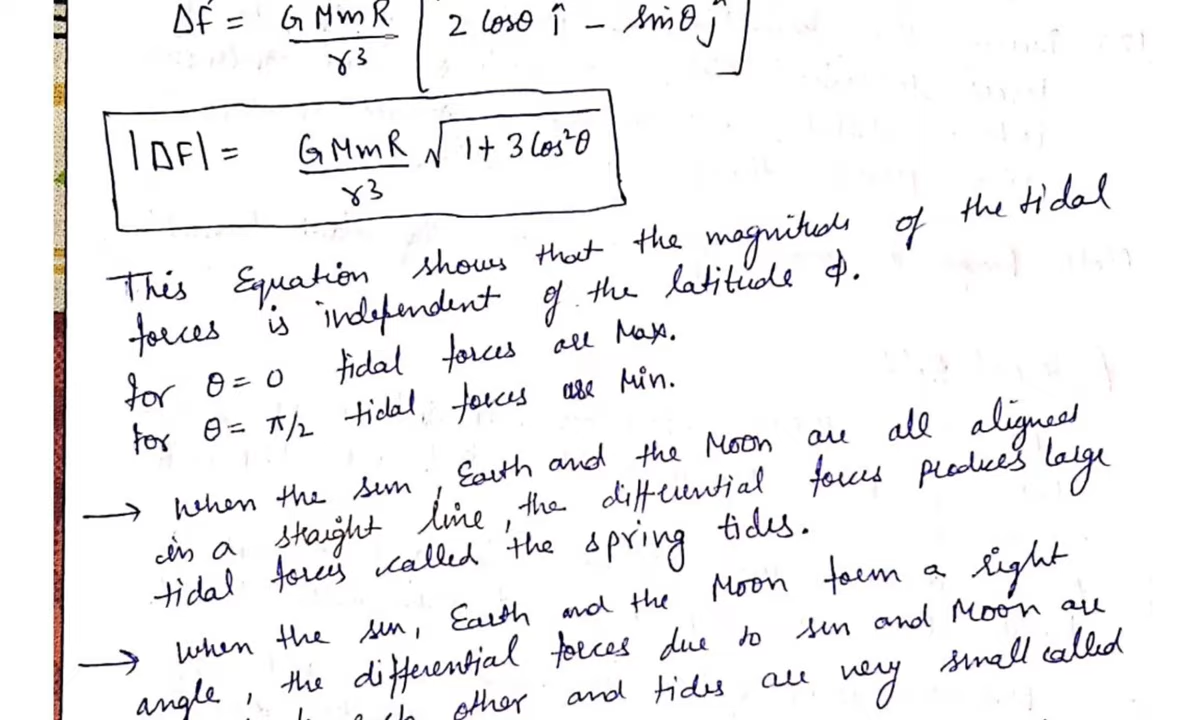 ΔF = GMmR/r³ [2 cosθ î - sinθ ĵ]
|ΔF| = GMmR/r³ √(1 + 3 cos²θ)
This Equation shows that the magnitude of the tidal
forces is independent of the latitude ϕ.
for θ = 0 tidal forces are Max.
for θ = π/2 tidal forces are Min.
→ When the sun, Earth and the Moon are all aligned
in a staight line, the differential forces produces large
tidal forces called the spring tides.
→ When the sun, Earth and the Moon form a right
angle, the differential forces due to sun and Moon are
other and tides are very small called